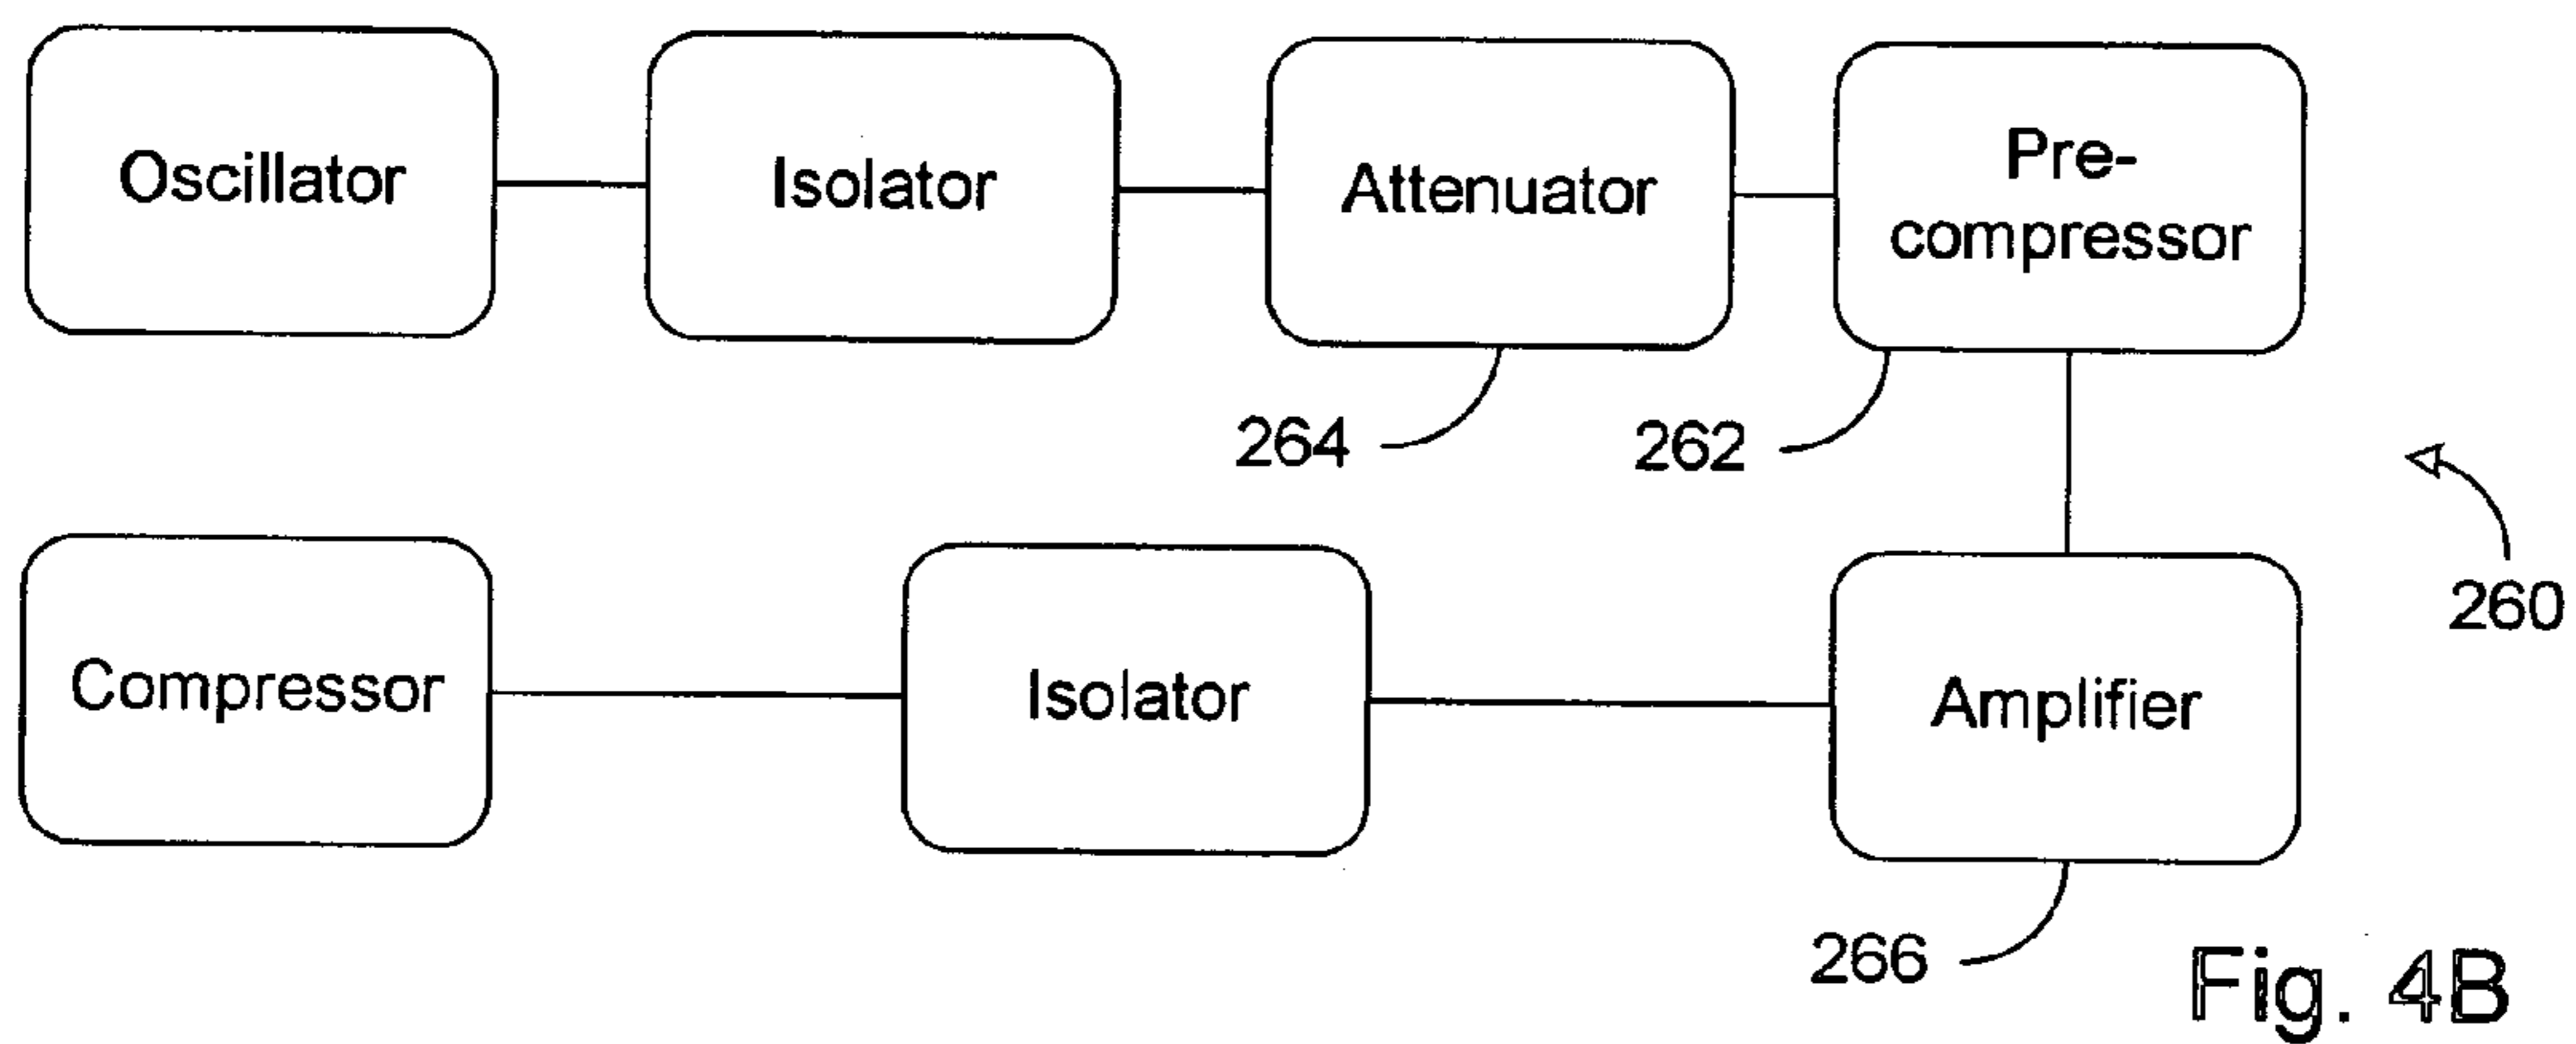 Oscillator
Isolator
Attenuator
Pre-
compressor
264
262
260
Compressor
Isolator
Amplifier
266
Fig. 4B